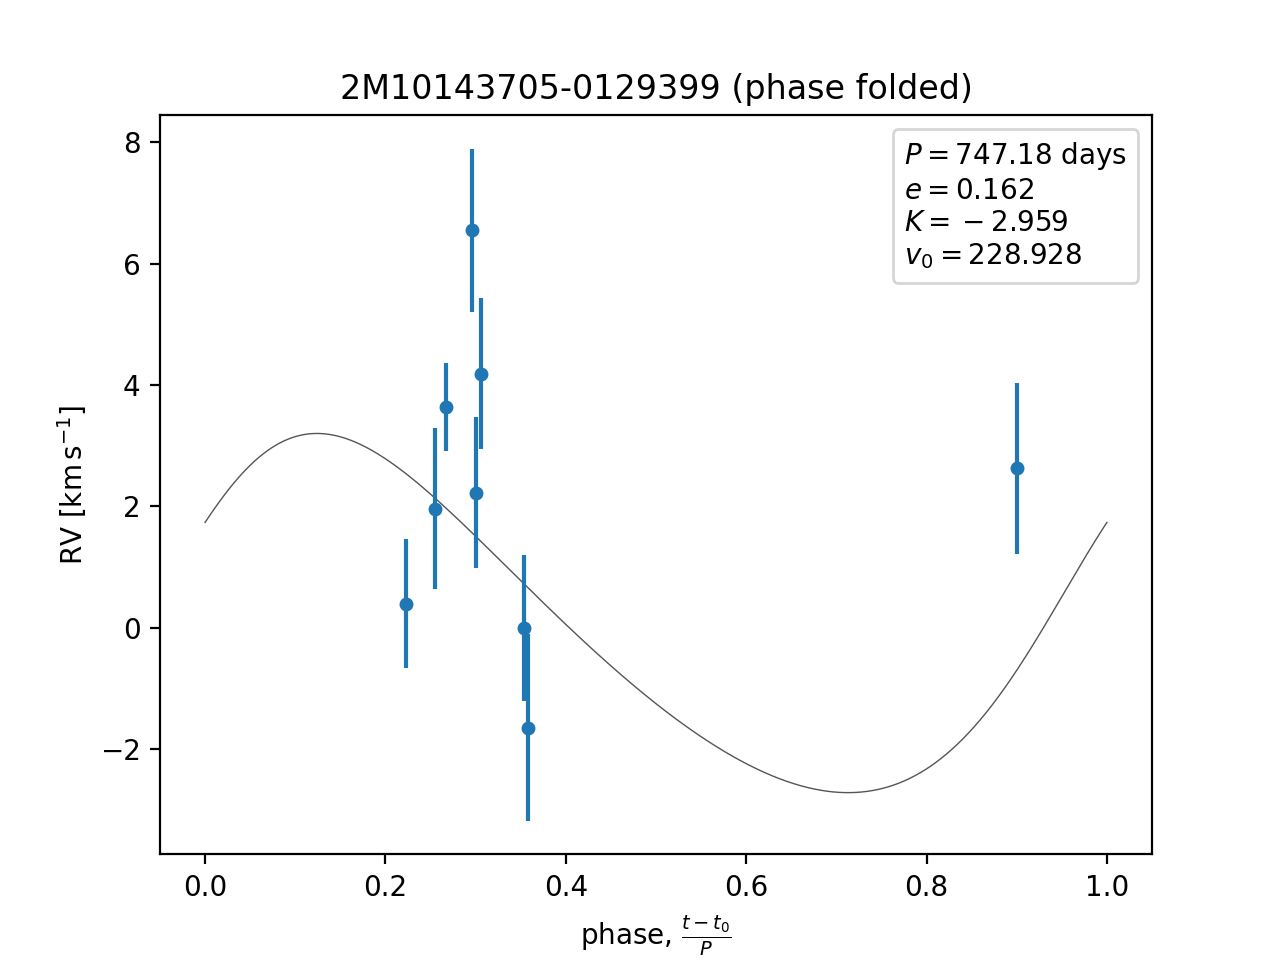 2M10143705-0129399 (phase folded)
P = 747.18 days
e = 0.162
K = −2.959
v₀ = 228.928
RV [km s⁻¹]
8
6
4
2
0
−2
0.0 0.2 0.4 0.6 0.8 1.0
phase, (t − t₀)/P